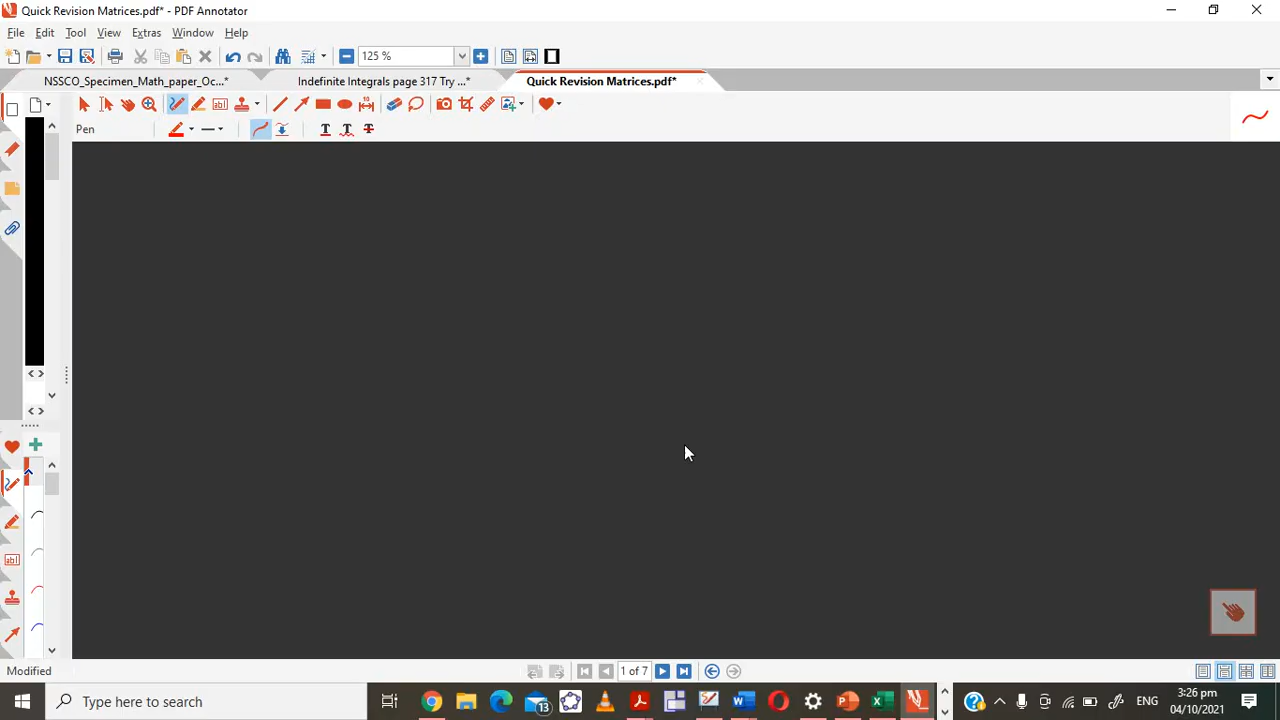 Quick Revision Matrices.pdf* - PDF Annotator
File Edit Tool View Extras Window Help
125 %
NSSCO_Specimen_Math_paper_Oc...* Indefinite Integrals page 317 Try ...* Quick Revision Matrices.pdf*
Pen T T T
abl
Modified 1 of 7
Type here to search 13 ENG 3:26 pm
04/10/2021